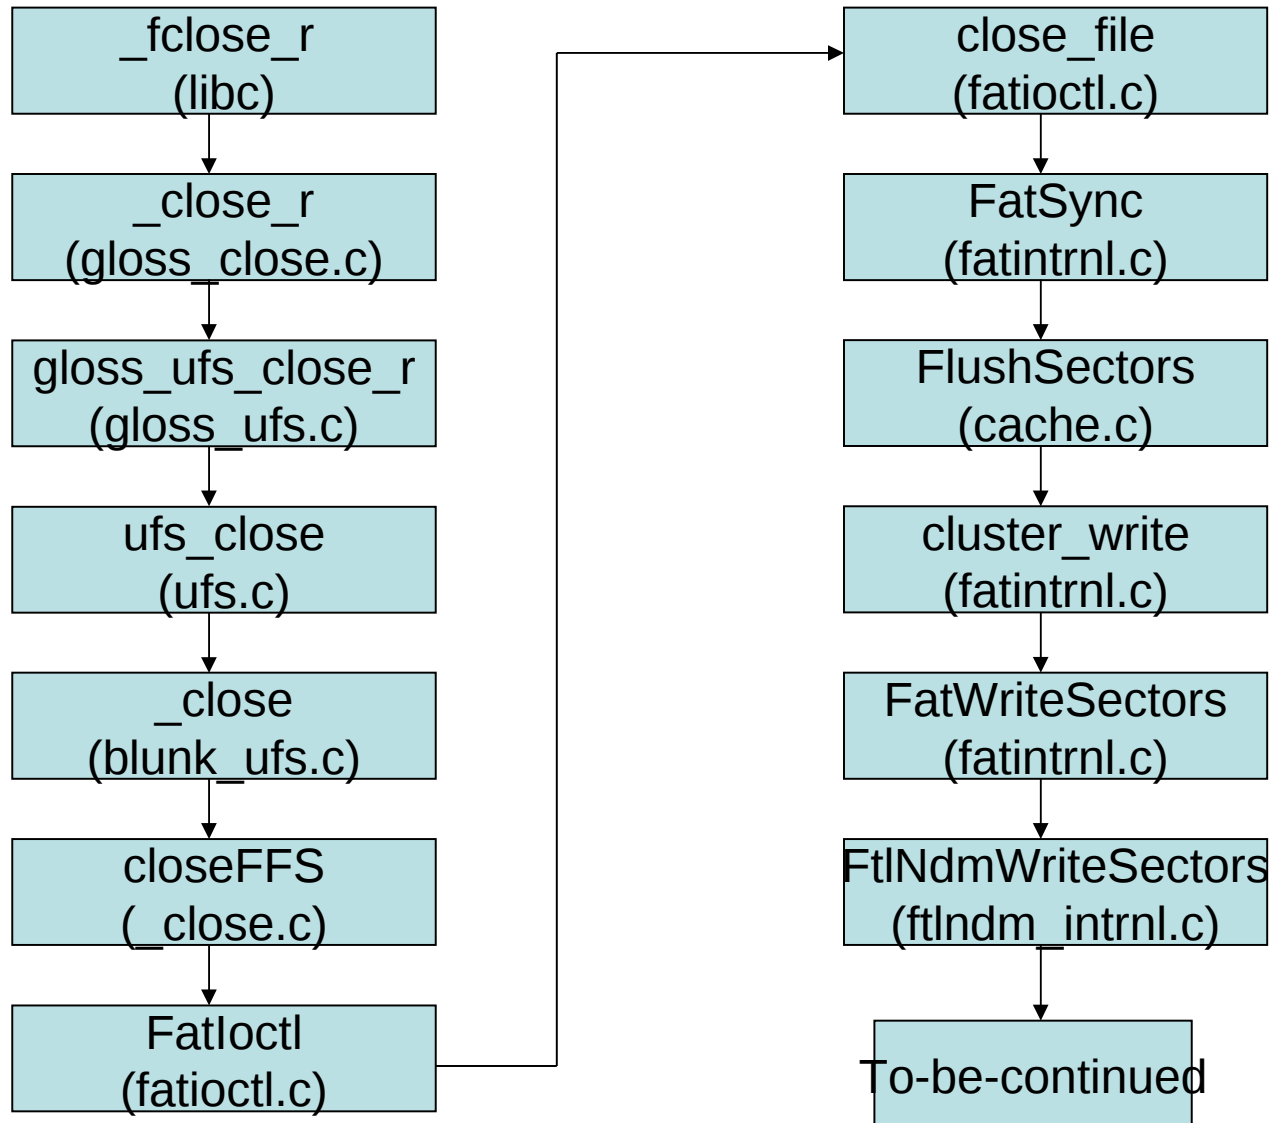 _fclose_r
(libc)
_close_r
(gloss_close.c)
gloss_ufs_close_r
(gloss_ufs.c)
ufs_close
(ufs.c)
_close
(blunk_ufs.c)
closeFFS
(_close.c)
FatIoctl
(fatioctl.c)
close_file
(fatioctl.c)
FatSync
(fatintrnl.c)
FlushSectors
(cache.c)
cluster_write
(fatintrnl.c)
FatWriteSectors
(fatintrnl.c)
FtlNdmWriteSectors
(ftlndm_intrnl.c)
To-be-continued